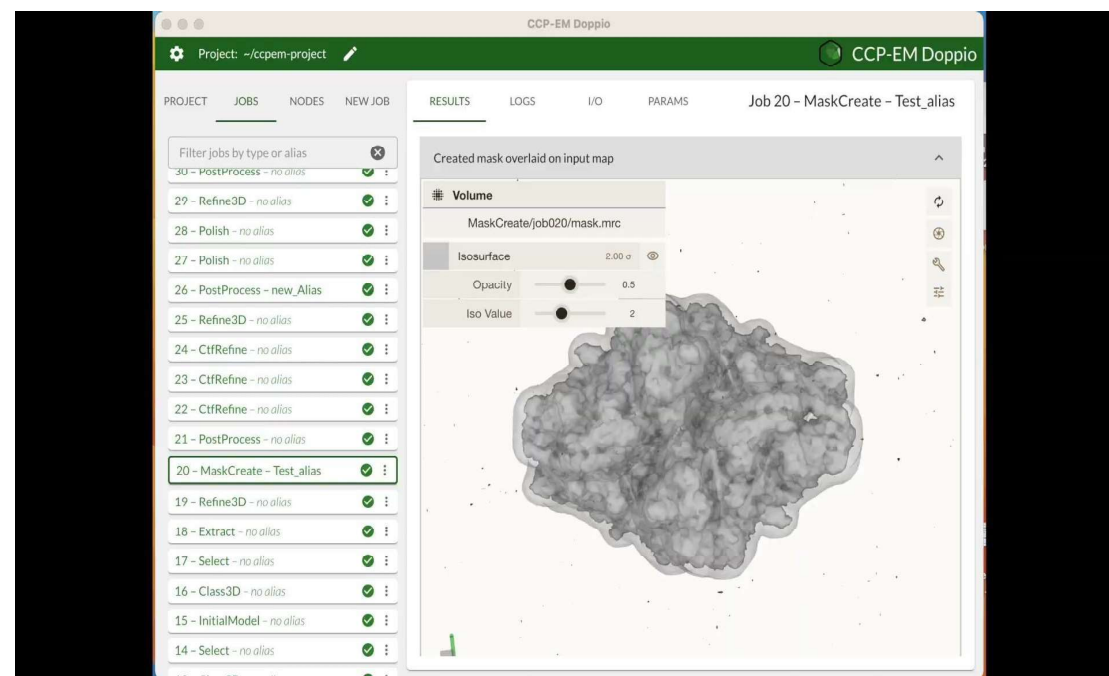 CCP-EM Doppio
Project: ~/ccpem-project
CCP-EM Doppio
PROJECT JOBS NODES NEW JOB
Filter jobs by type or alias
30 – PostProcess – no alias
29 – Refine3D – no alias
28 – Polish – no alias
27 – Polish – no alias
26 – PostProcess – new_Alias
25 – Refine3D – no alias
24 – CtfRefine – no alias
23 – CtfRefine – no alias
22 – CtfRefine – no alias
21 – PostProcess – no alias
20 – MaskCreate – Test_alias
19 – Refine3D – no alias
18 – Extract – no alias
17 – Select – no alias
16 – Class3D – no alias
15 – InitialModel – no alias
14 – Select – no alias
RESULTS LOGS I/O PARAMS
Job 20 – MaskCreate – Test_alias
Created mask overlaid on input map
Volume
MaskCreate/job020/mask.mrc
Isosurface 2.00 σ
Opacity 0.5
Iso Value 2